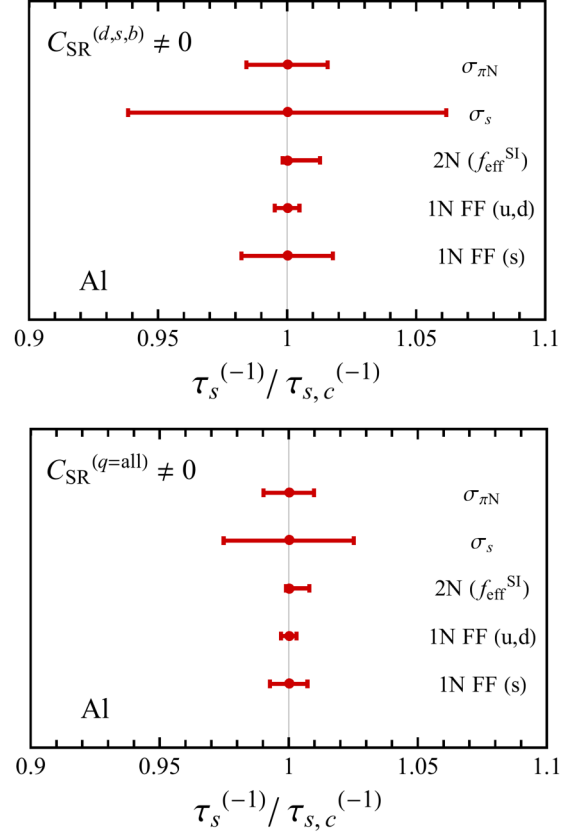 C_SR^(d,s,b) ≠ 0
σ_πN
σ_s
2N (f_eff^SI)
1N FF (u,d)
1N FF (s)
Al
0.9 0.95 1 1.05 1.1
τ_s^(-1) / τ_s,c^(-1)
C_SR^(q=all) ≠ 0
σ_πN
σ_s
2N (f_eff^SI)
1N FF (u,d)
1N FF (s)
Al
0.9 0.95 1 1.05 1.1
τ_s^(-1) / τ_s,c^(-1)